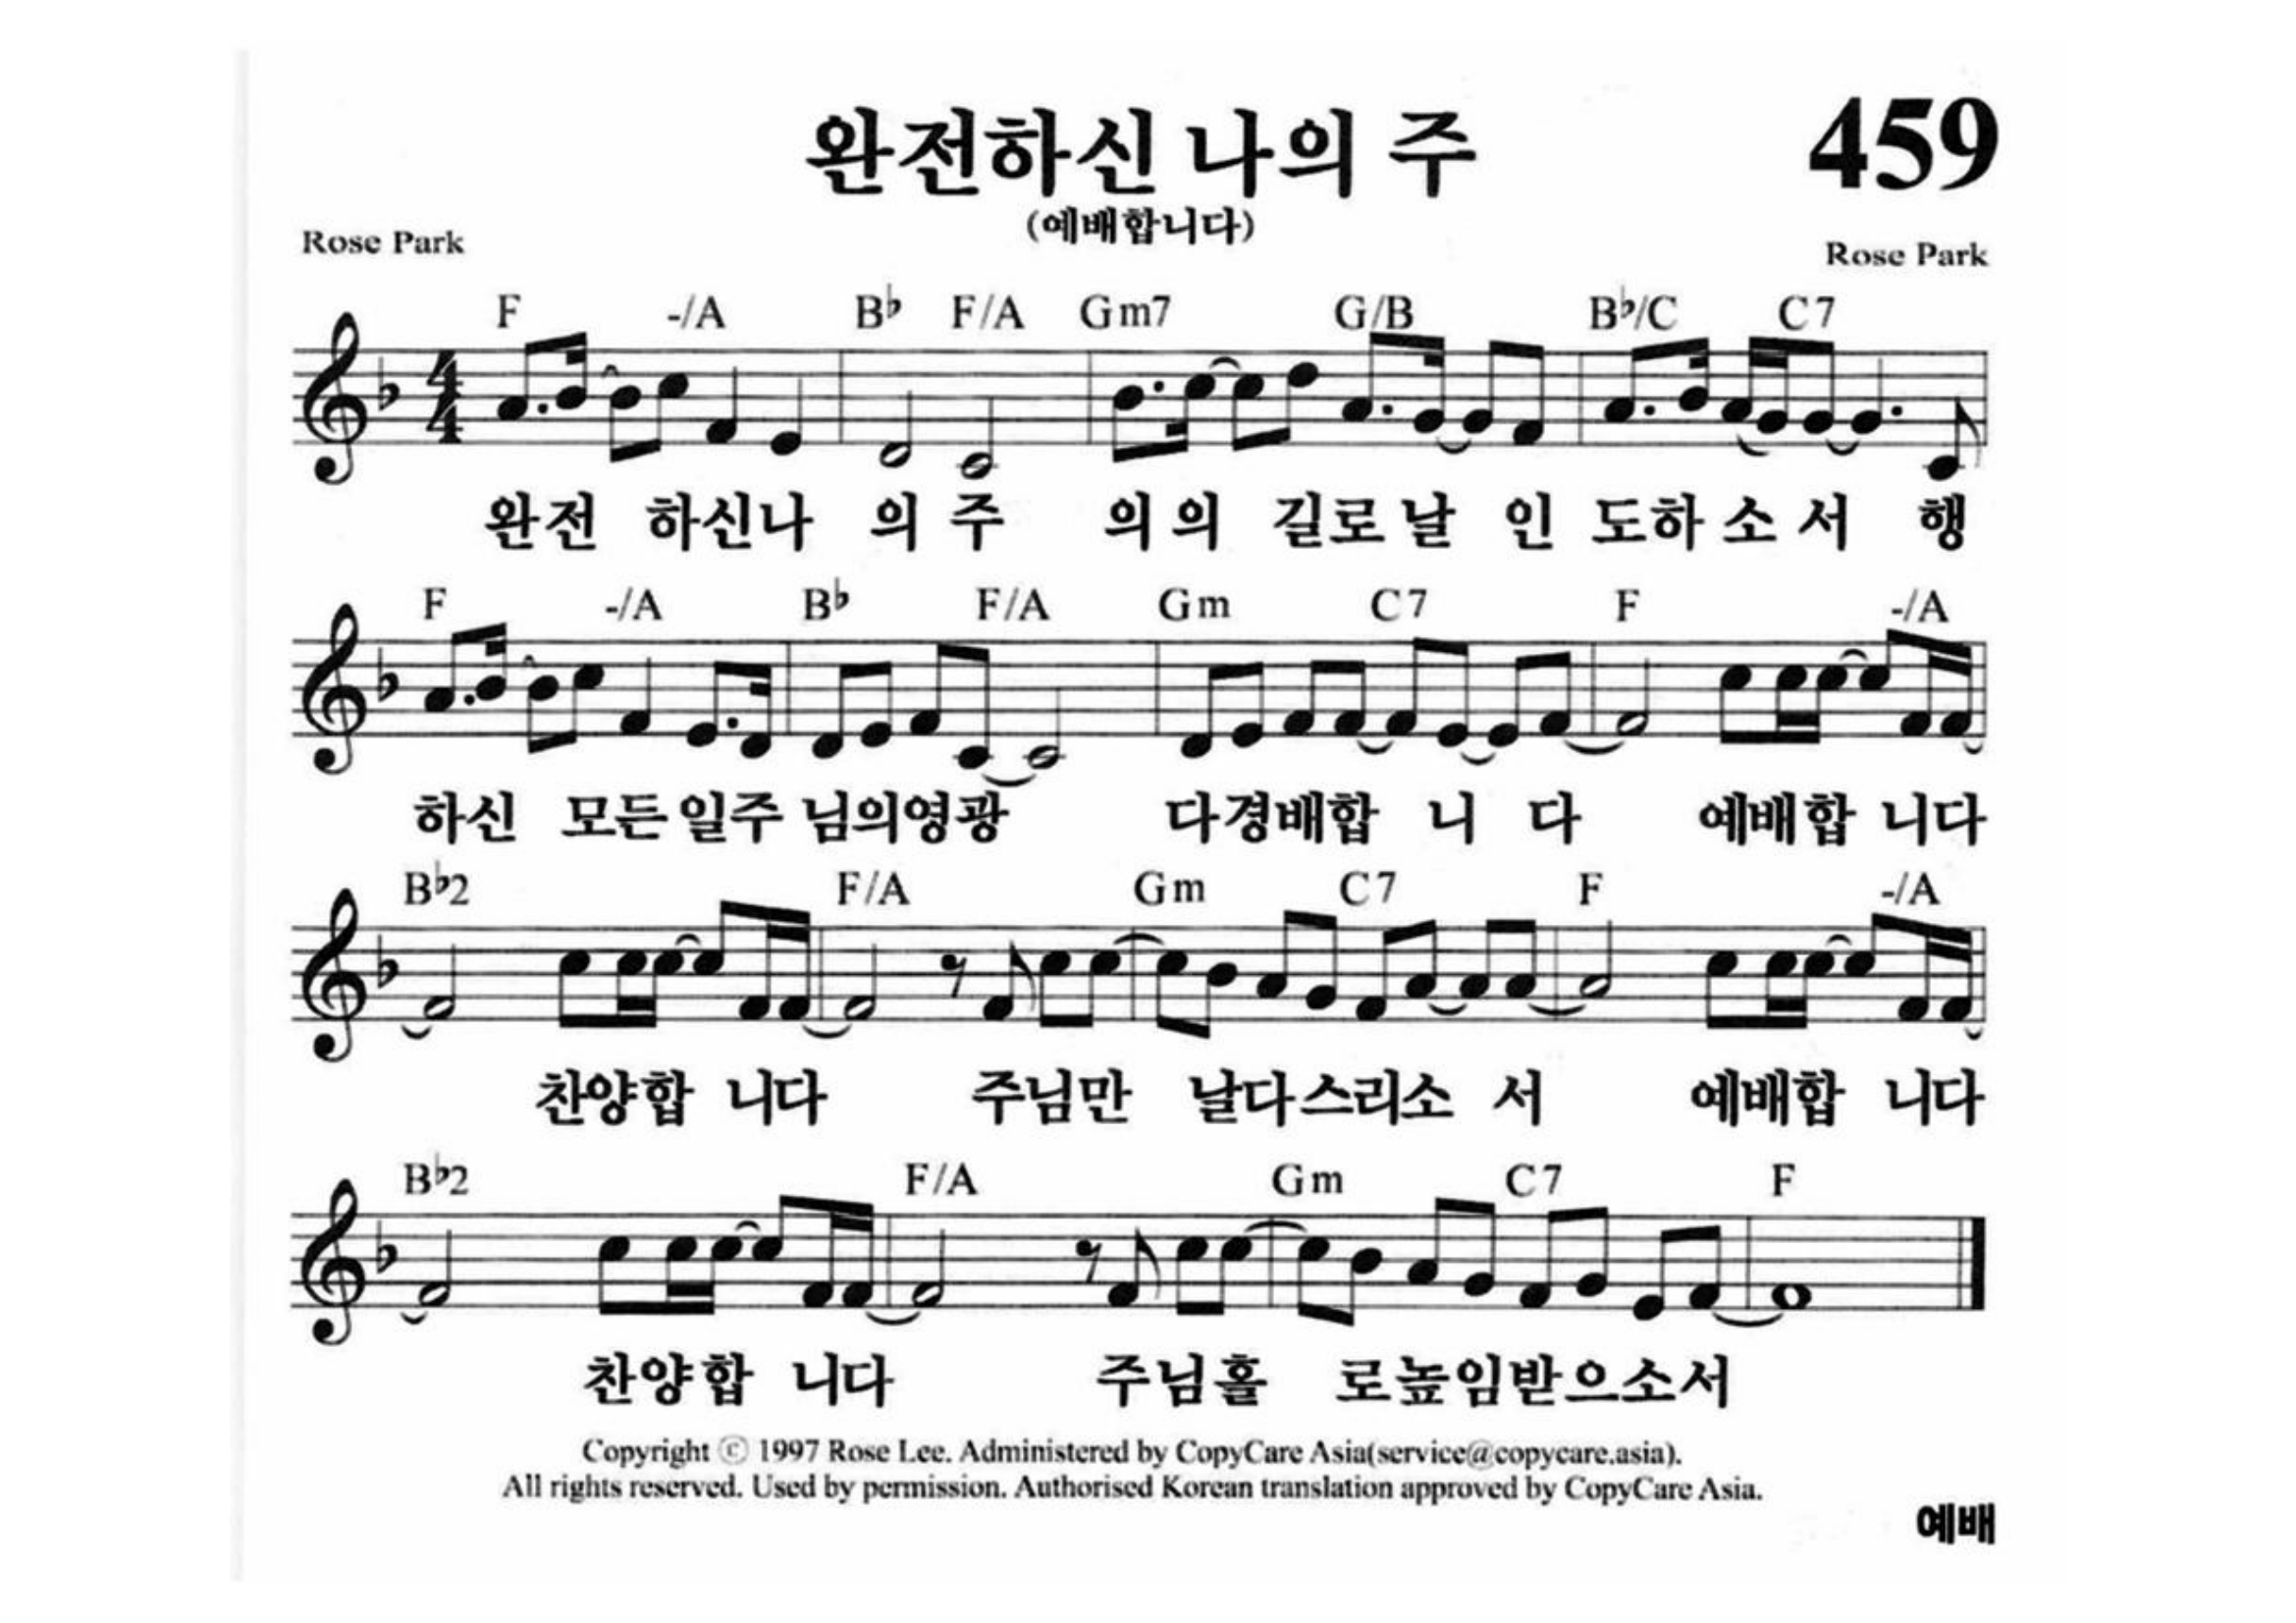 완전하신 나의 주
459
(예배합니다)
Rose Park
Rose Park
F -/A B♭ F/A Gm7 G/B B♭/C C7
완전 하신나 의 주 의의 길로 날 인 도하 소 서 행
F -/A B♭ F/A Gm C7 F -/A
하신 모든 일주 님의영광 다경배합 니 다 예배합 니다
B♭2 F/A Gm C7 F -/A
찬양합 니다 주님만 날다스리소 서 예배합 니다
B♭2 F/A Gm C7 F
찬양합 니다 주님홀 로높임받으소서
Copyright ⓒ 1997 Rose Lee. Administered by CopyCare Asia(service@copycare.asia).
All rights reserved. Used by permission. Authorised Korean translation approved by CopyCare Asia.
예배